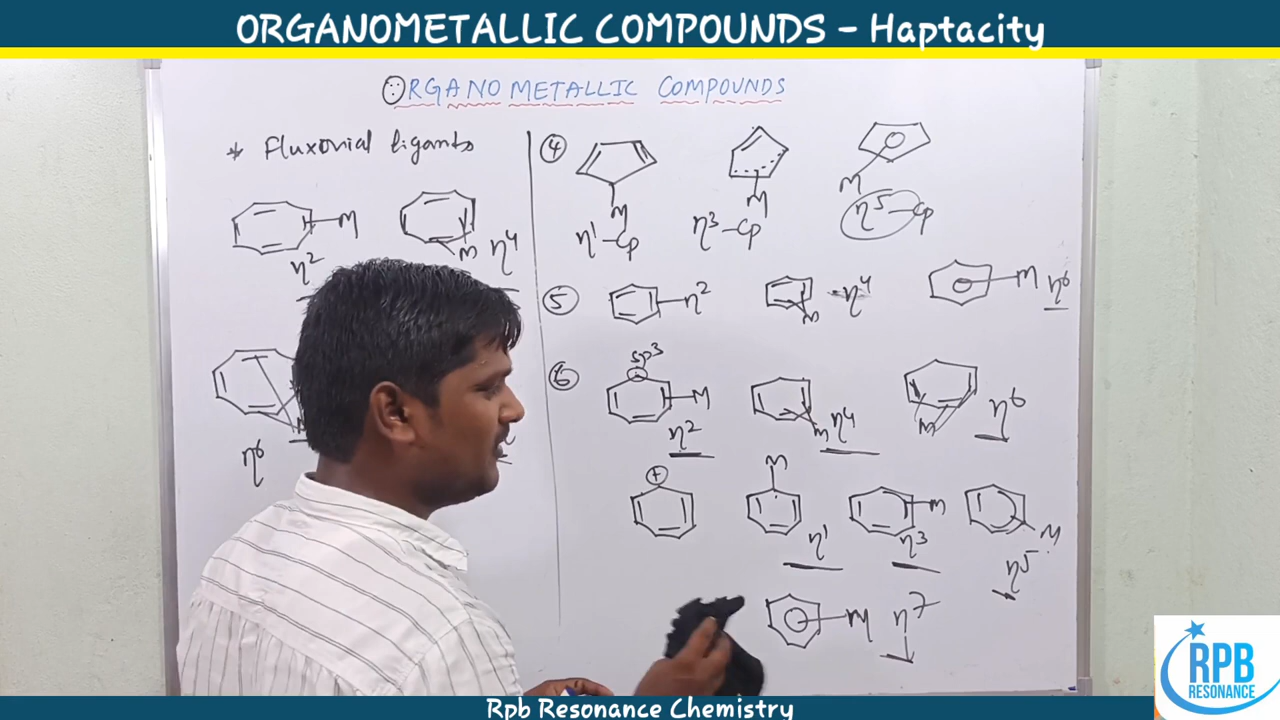 ORGANOMETALLIC COMPOUNDS – Haptacity
ORGANO METALLIC COMPOUNDS
* Fluxonial ligants
M
η²
M η⁴
η⁶
④
M
η¹-Cp
M
η³-Cp
M
η⁵-Cp
⑤
η²
M
η⁴
M η⁶
⑥
sp³
M
η²
M η⁴
M
η⁶
+
M
η¹
M
η³
M
η⁵
M η⁷
RPB
RESONANCE
Rpb Resonance Chemistry